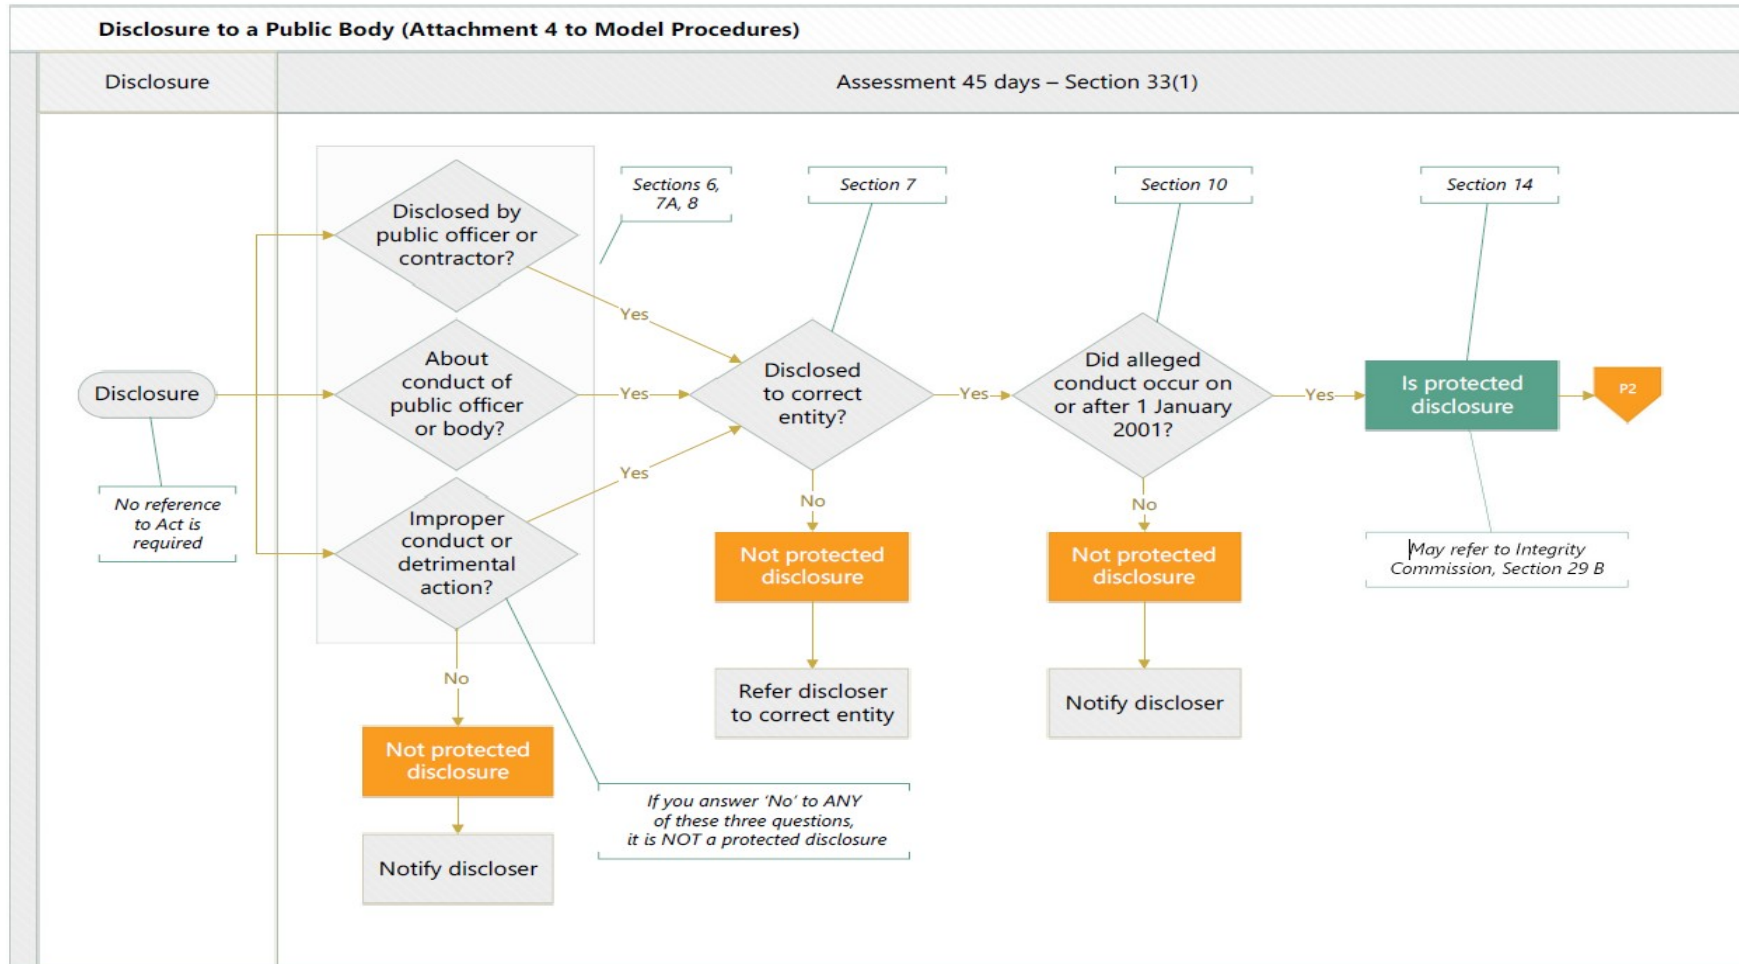 Disclosure to a Public Body (Attachment 4 to Model Procedures)
Disclosure
Assessment 45 days – Section 33(1)
Disclosed by
public officer or
contractor?
Sections 6,
7A, 8
Section 7
Section 10
Section 14
Yes
About
conduct of
public officer
or body?
Yes
Disclosure
Disclosed
to correct
entity?
Yes
Did alleged
conduct occur on
or after 1 January
2001?
Yes
Is protected
disclosure
P2
No reference
to Act is
required
Improper
conduct or
detrimental
action?
Yes
No
Not protected
disclosure
Refer discloser
to correct entity
No
Not protected
disclosure
Notify discloser
May refer to Integrity
Commission, Section 29 B
No
Not protected
disclosure
Notify discloser
If you answer ‘No’ to ANY
of these three questions,
it is NOT a protected disclosure